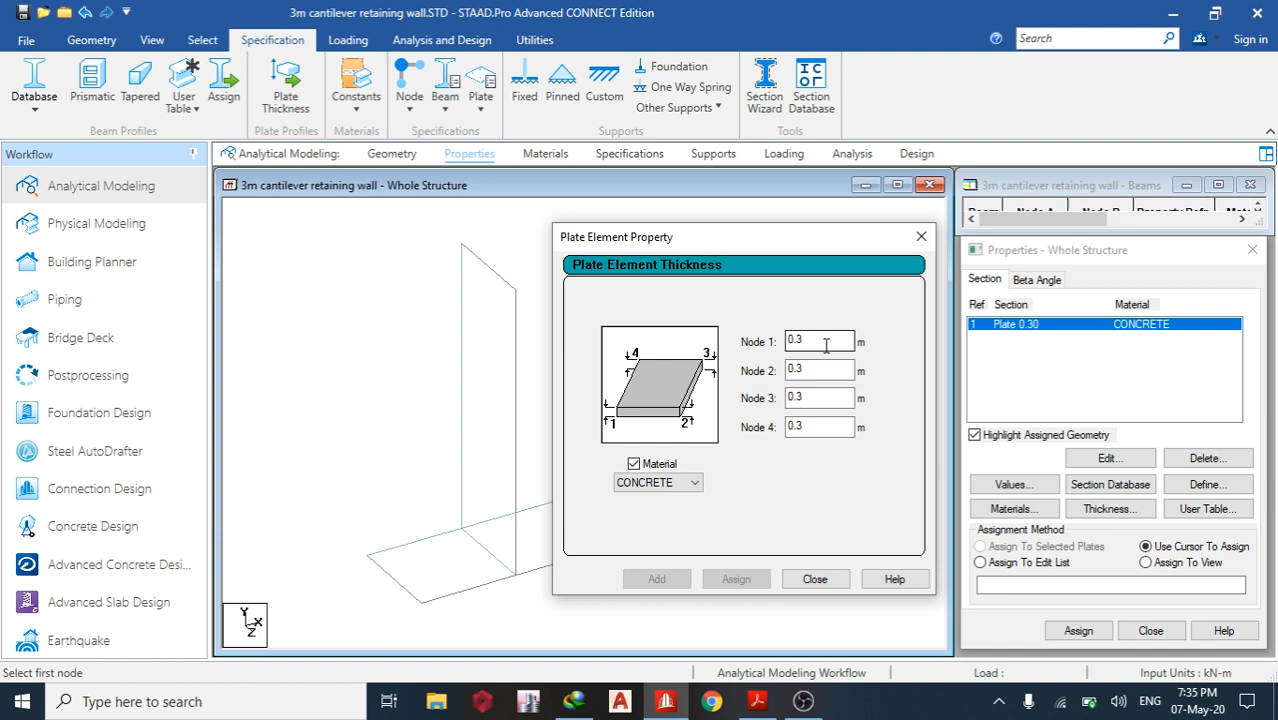 3m cantilever retaining wall.STD - STAAD.Pro Advanced CONNECT Edition
File Geometry View Select Specification Loading Analysis and Design Utilities Search Sign in
Database Prismatic Tapered User Table Assign
Beam Profiles
Plate Thickness
Plate Profiles
Constants
Materials
Node Beam Plate
Specifications
Fixed Pinned Custom
Foundation
One Way Spring
Other Supports
Supports
Section Wizard Section Database
Tools
Workflow
Analytical Modeling
Physical Modeling
Building Planner
Piping
Bridge Deck
Postprocessing
Foundation Design
Steel AutoDrafter
Connection Design
Concrete Design
Advanced Concrete Desi...
Advanced Slab Design
Earthquake
Analytical Modeling: Geometry Properties Materials Specifications Supports Loading Analysis Design
3m cantilever retaining wall - Whole Structure
Y
X
Z
Plate Element Property
Plate Element Thickness
4 3
1 2
Node 1: 0.3 m
Node 2: 0.3 m
Node 3: 0.3 m
Node 4: 0.3 m
Material
CONCRETE
Add Assign Close Help
3m cantilever retaining wall - Beams
Properties - Whole Structure
Section Beta Angle
Ref Section Material
1 Plate 0.30 CONCRETE
Highlight Assigned Geometry
Edit... Delete...
Values... Section Database Define...
Materials... Thickness... User Table...
Assignment Method
Assign To Selected Plates Use Cursor To Assign
Assign To Edit List Assign To View
Assign Close Help
Select first node Analytical Modeling Workflow Load : Input Units : kN-m
Type here to search
ENG
7:35 PM
07-May-20